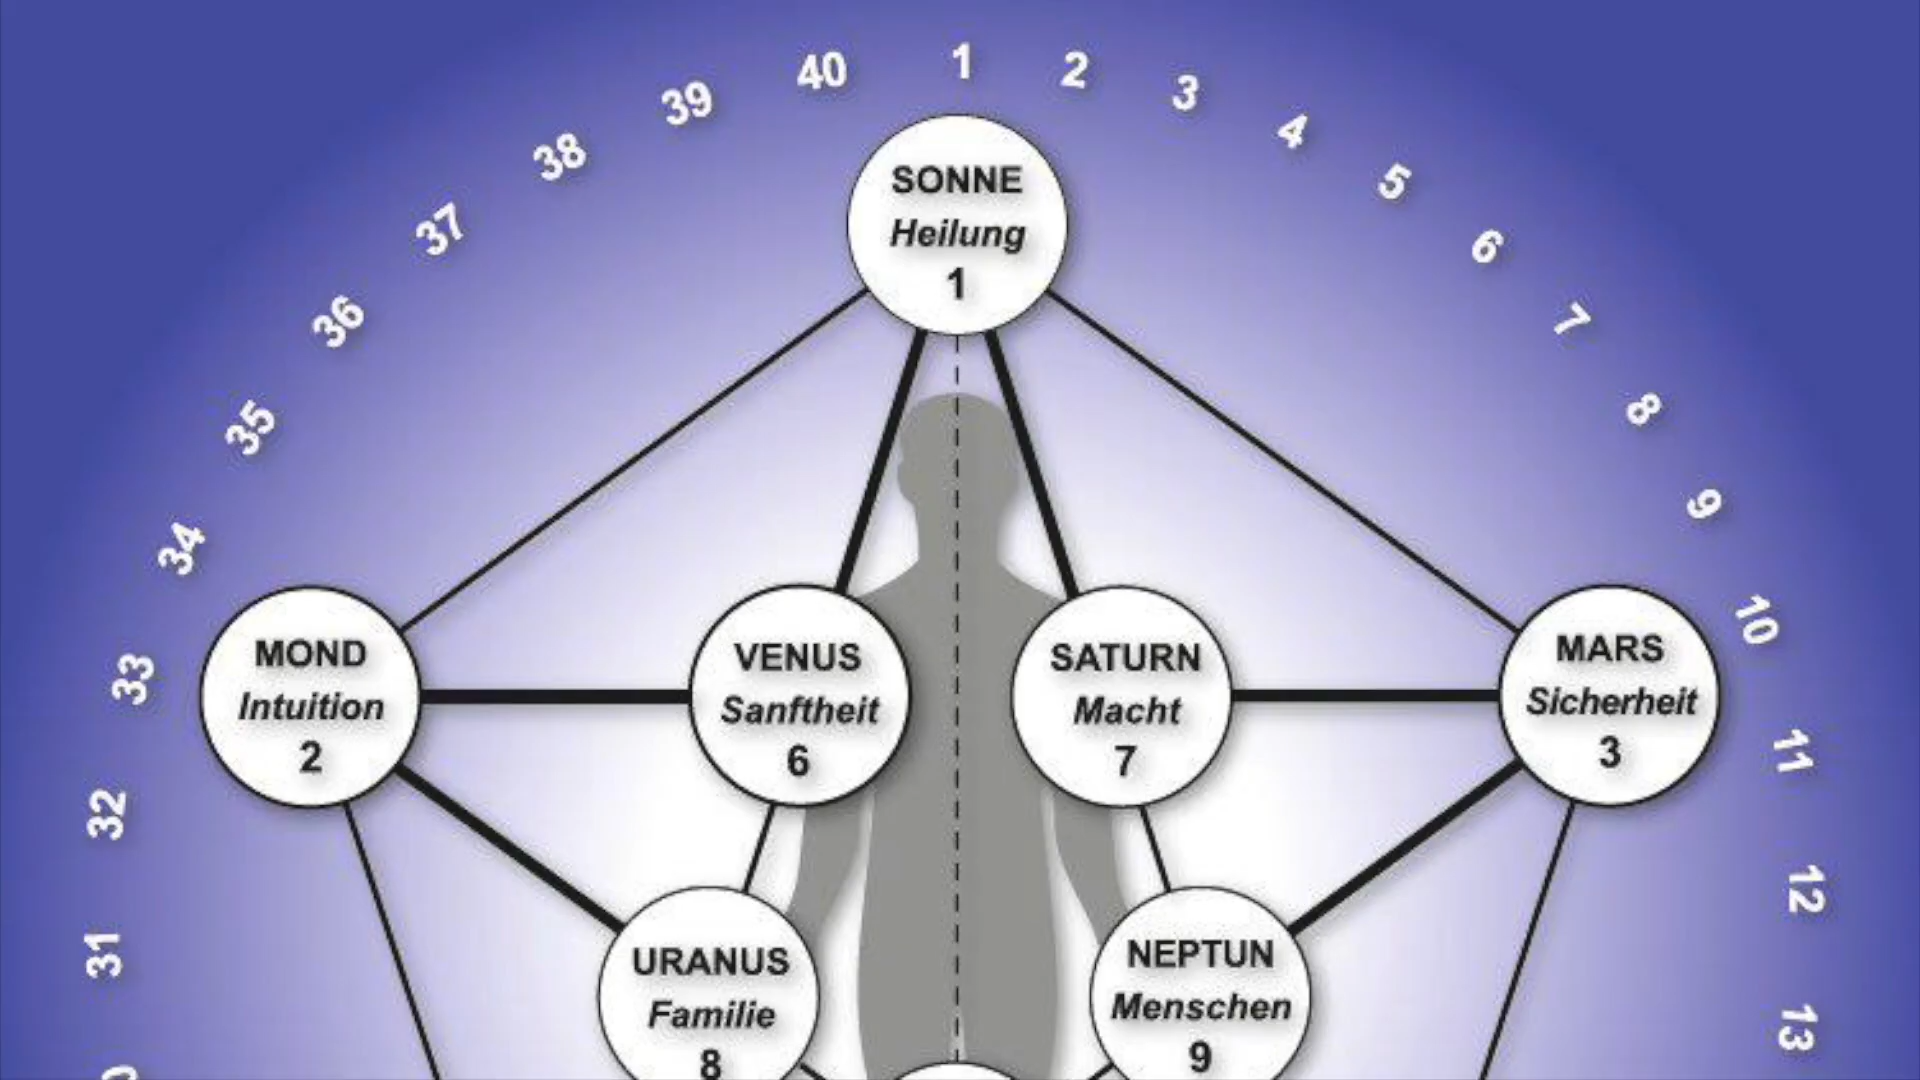 1
2
3
4
5
6
7
8
9
10
11
12
13
31
32
33
34
35
36
37
38
39
40
SONNE
Heilung
1
MOND
Intuition
2
VENUS
Sanftheit
6
SATURN
Macht
7
MARS
Sicherheit
3
URANUS
Familie
8
NEPTUN
Menschen
9